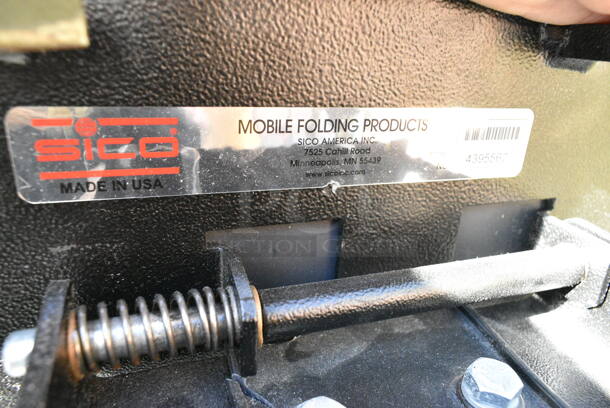 sico
MADE IN USA
MOBILE FOLDING PRODUCTS
SICO AMERICA INC.
7525 Cahill Road
Minneapolis, MN 55439
www.sicoinc.com